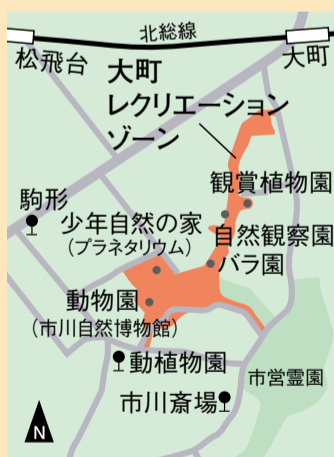 北総線
松飛台
大町
大町
レクリエーション
ゾーン
観賞植物園
駒形
少年自然の家
(プラネタリウム)
自然観察園
バラ園
動物園
(市川自然博物館)
動植物園
市営霊園
市川斎場
N